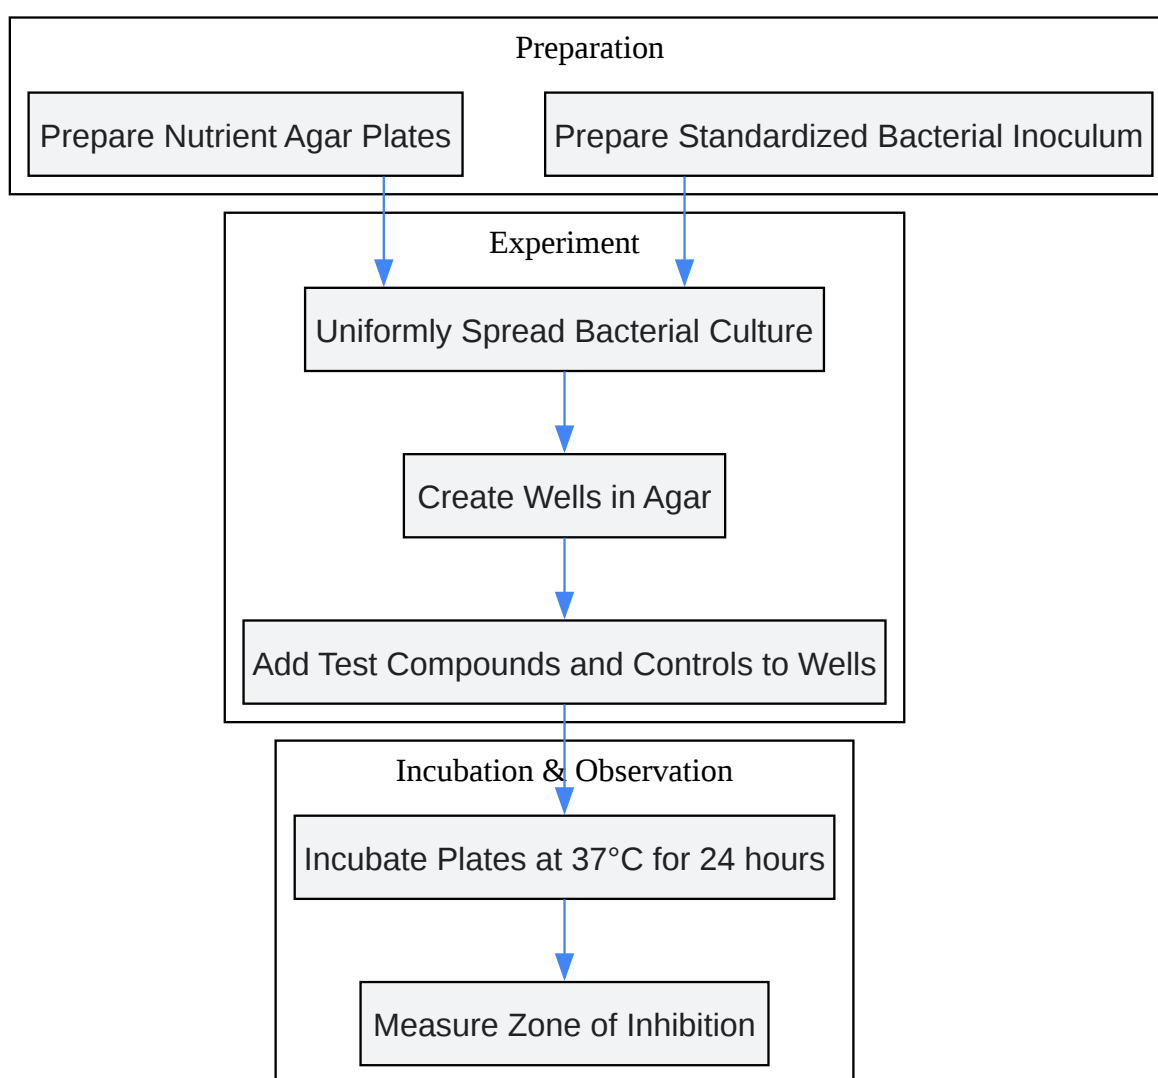 Preparation
Prepare Nutrient Agar Plates
Prepare Standardized Bacterial Inoculum
Experiment
Uniformly Spread Bacterial Culture
Create Wells in Agar
Add Test Compounds and Controls to Wells
Incubation & Observation
Incubate Plates at 37°C for 24 hours
Measure Zone of Inhibition